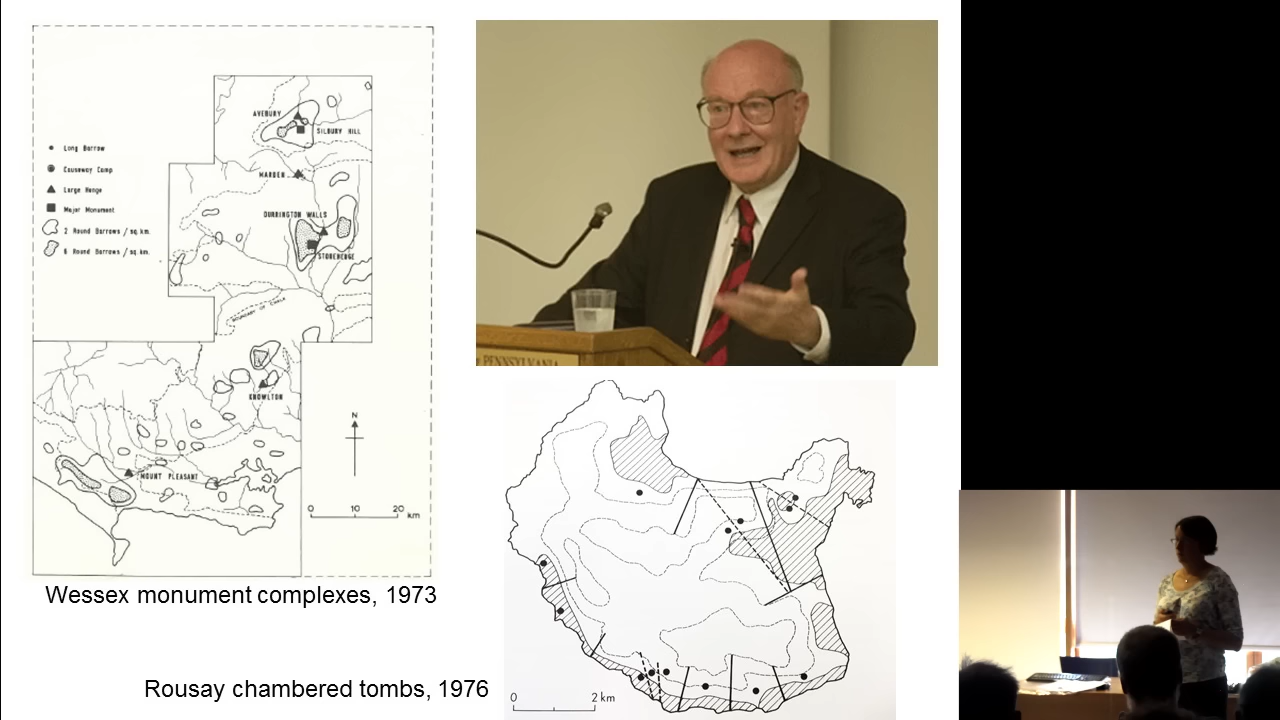 AVEBURY
SILBURY HILL
Long Barrow
Causeway Camp
Large Henge
Major Monument
2 Round Barrows / sq.km.
6 Round Barrows / sq.km.
MARDEN
DURRINGTON WALLS
STONEHENGE
BOUNDARY OF CHALK
KNOWLTON
N
MOUNT PLEASANT
0 10 20 km
Wessex monument complexes, 1973
PENNSYLVANIA
0 2 km
Rousay chambered tombs, 1976